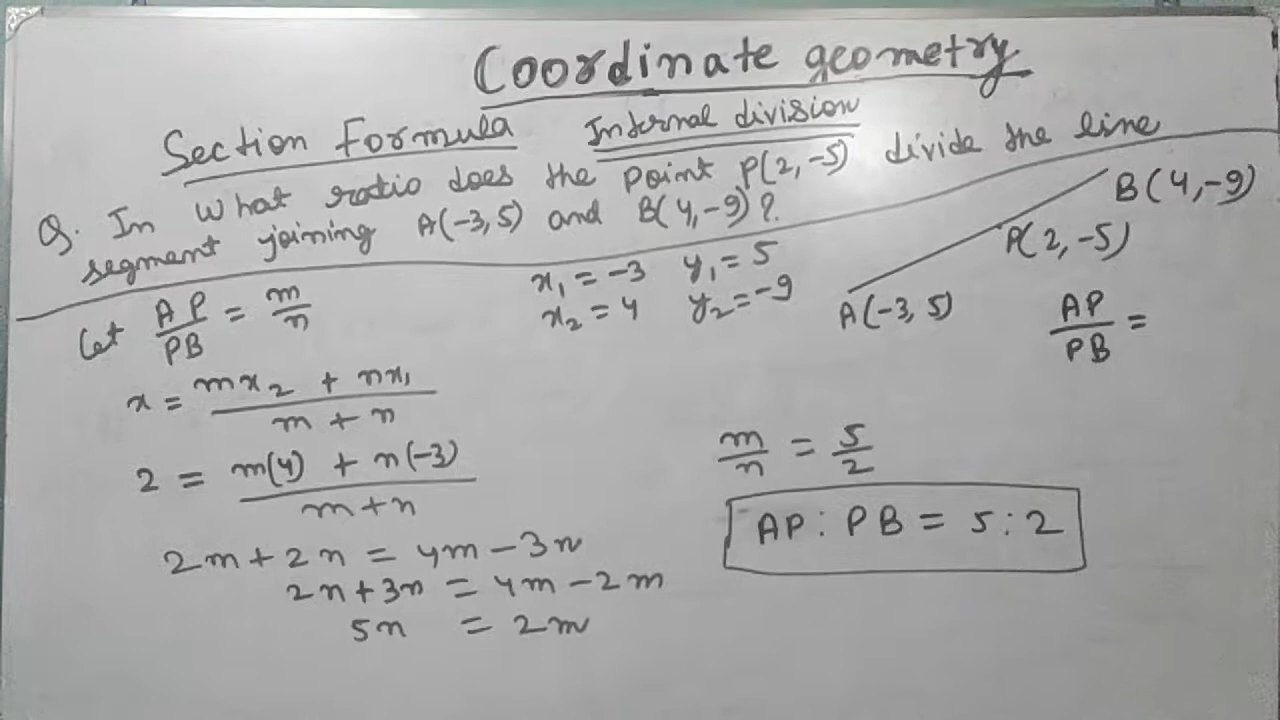 Coordinate geometry
Section Formula Internal division
Q. In what ratio does the point P(2, -5) divide the line
segment joining A(-3, 5) and B(4, -9)?
Let AP/PB = m/n
x₁ = -3 y₁ = 5
x₂ = 4 y₂ = -9
B(4, -9)
P(2, -5)
A(-3, 5)
AP/PB =
x = (mx₂ + nx₁)/(m + n)
2 = (m(4) + n(-3))/(m+n)
2m + 2n = 4m - 3n
2n + 3n = 4m - 2m
5n = 2m
m/n = 5/2
AP : PB = 5 : 2